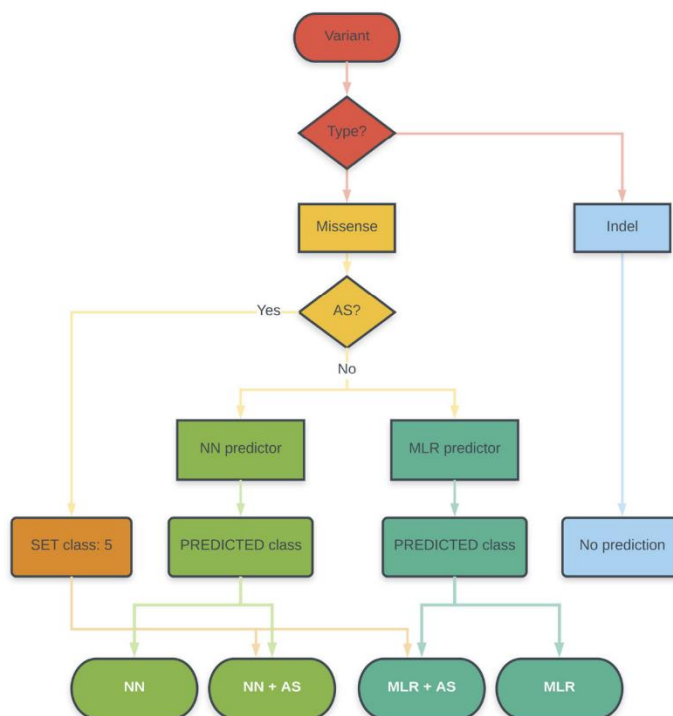 Variant
Type?
Missense
Indel
Yes
AS?
No
NN predictor
MLR predictor
SET class: 5
PREDICTED class
PREDICTED class
No prediction
NN
NN + AS
MLR + AS
MLR